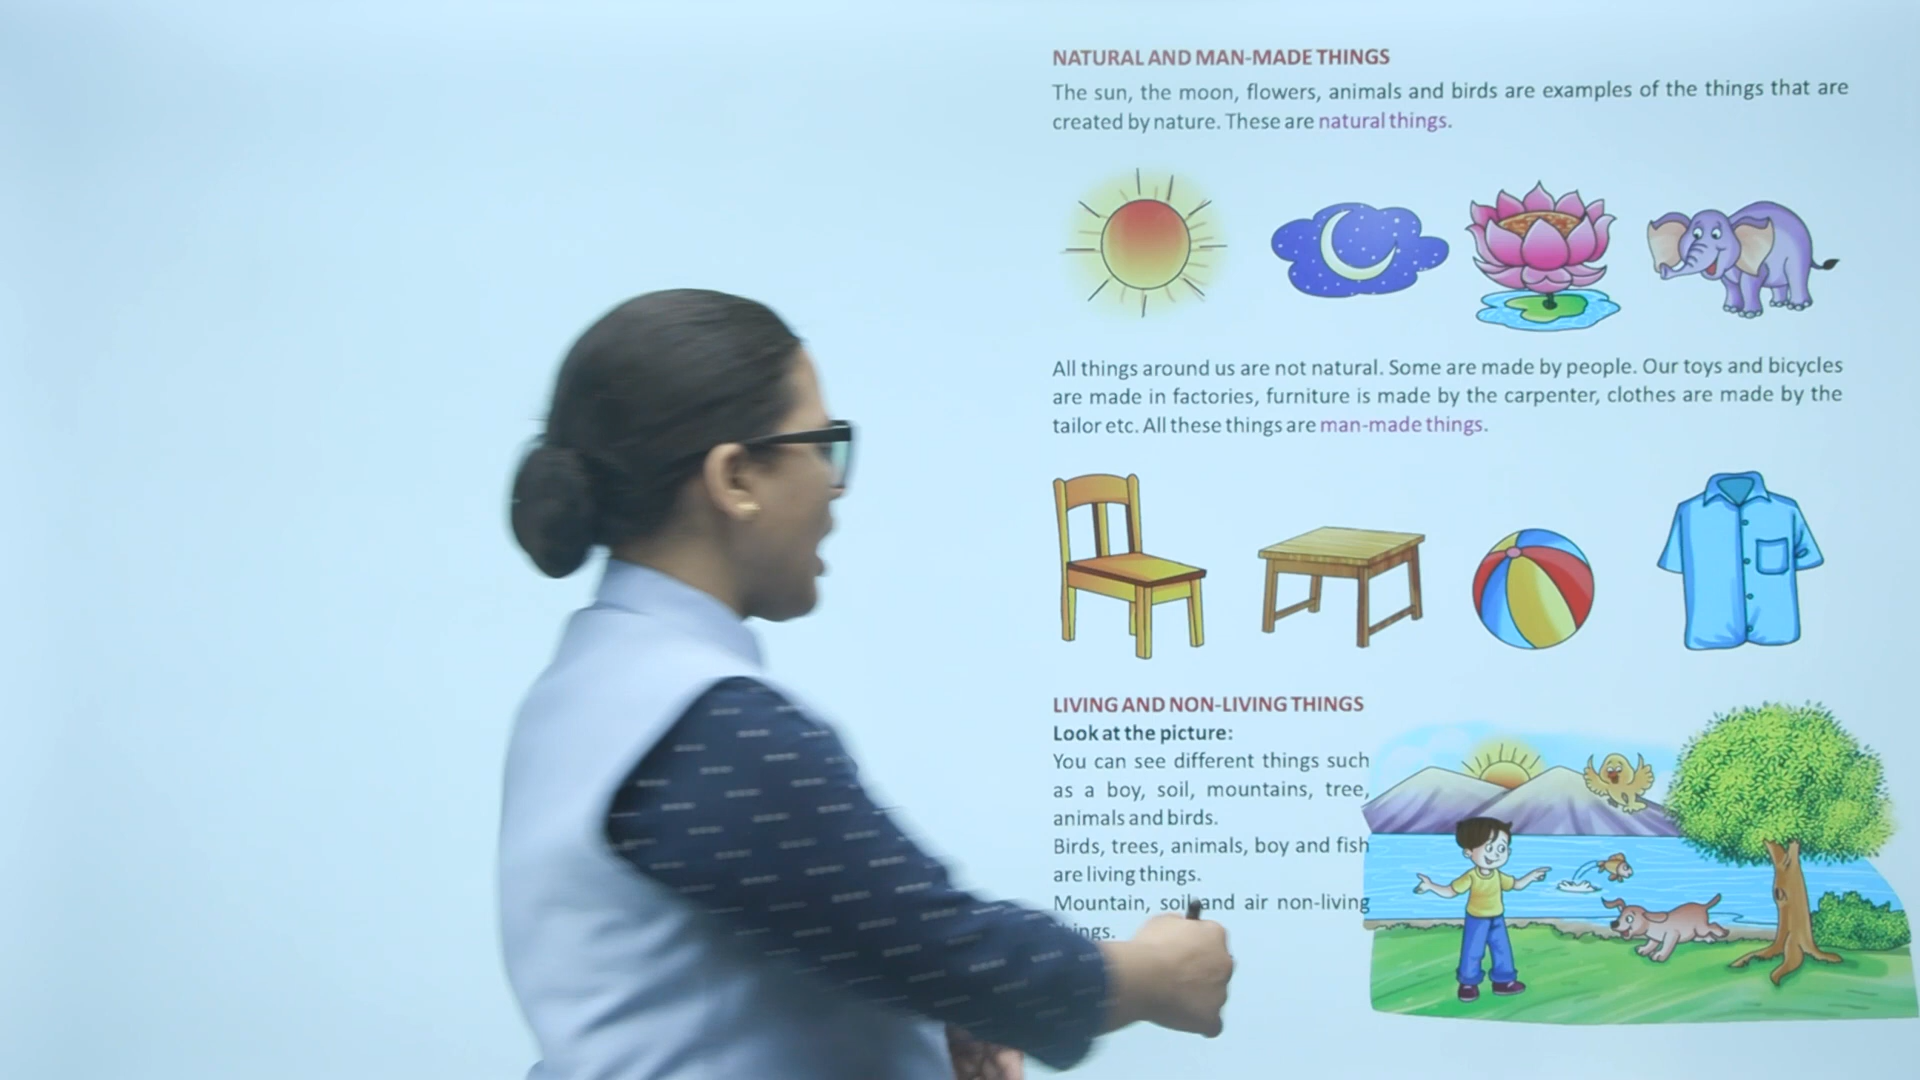 NATURAL AND MAN-MADE THINGS
The sun, the moon, flowers, animals and birds are examples of the things that are
created by nature. These are natural things.
All things around us are not natural. Some are made by people. Our toys and bicycles
are made in factories, furniture is made by the carpenter, clothes are made by the
tailor etc. All these things are man-made things.
LIVING AND NON-LIVING THINGS
Look at the picture:
You can see different things such
as a boy, soil, mountains, tree,
animals and birds.
Birds, trees, animals, boy and fish
are living things.
Mountain, soil and air non-living